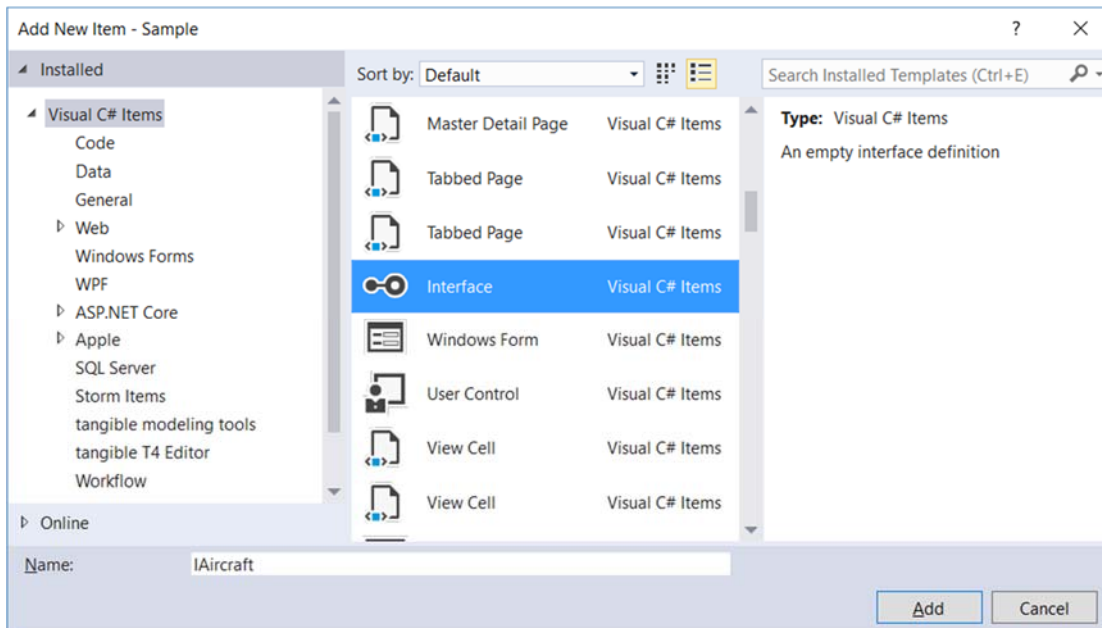 Add New Item - Sample ?
Installed
Sort by: Default
Search Installed Templates (Ctrl+E)
Visual C# Items
Code
Data
General
Web
Windows Forms
WPF
ASP.NET Core
Apple
SQL Server
Storm Items
tangible modeling tools
tangible T4 Editor
Workflow
Online
Master Detail Page Visual C# Items
Tabbed Page Visual C# Items
Tabbed Page Visual C# Items
Interface Visual C# Items
Windows Form Visual C# Items
User Control Visual C# Items
View Cell Visual C# Items
View Cell Visual C# Items
Type: Visual C# Items
An empty interface definition
Name: IAircraft
Add Cancel